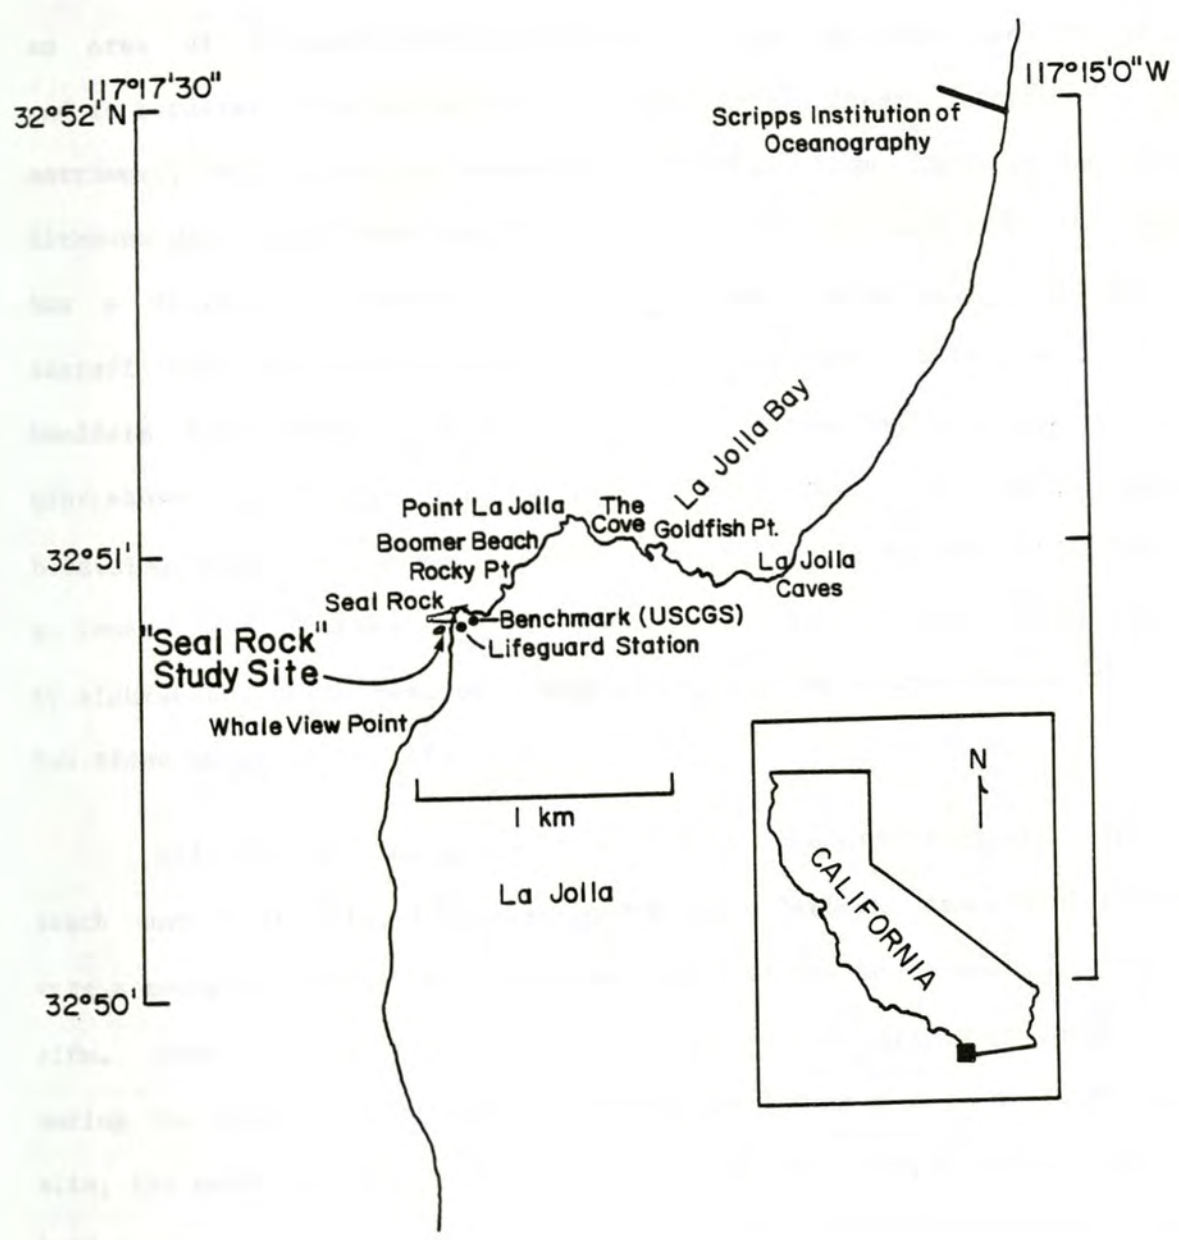 117°17'30"
32°52'N
117°15'0"W
Scripps Institution of
Oceanography
La Jolla Bay
Point La Jolla
The
Cove
Goldfish Pt.
Boomer Beach
32°51'
Rocky Pt.
La Jolla
Caves
Seal Rock
Benchmark (USCGS)
"Seal Rock"
Study Site
Lifeguard Station
Whale View Point
1 km
N
La Jolla
CALIFORNIA
32°50'